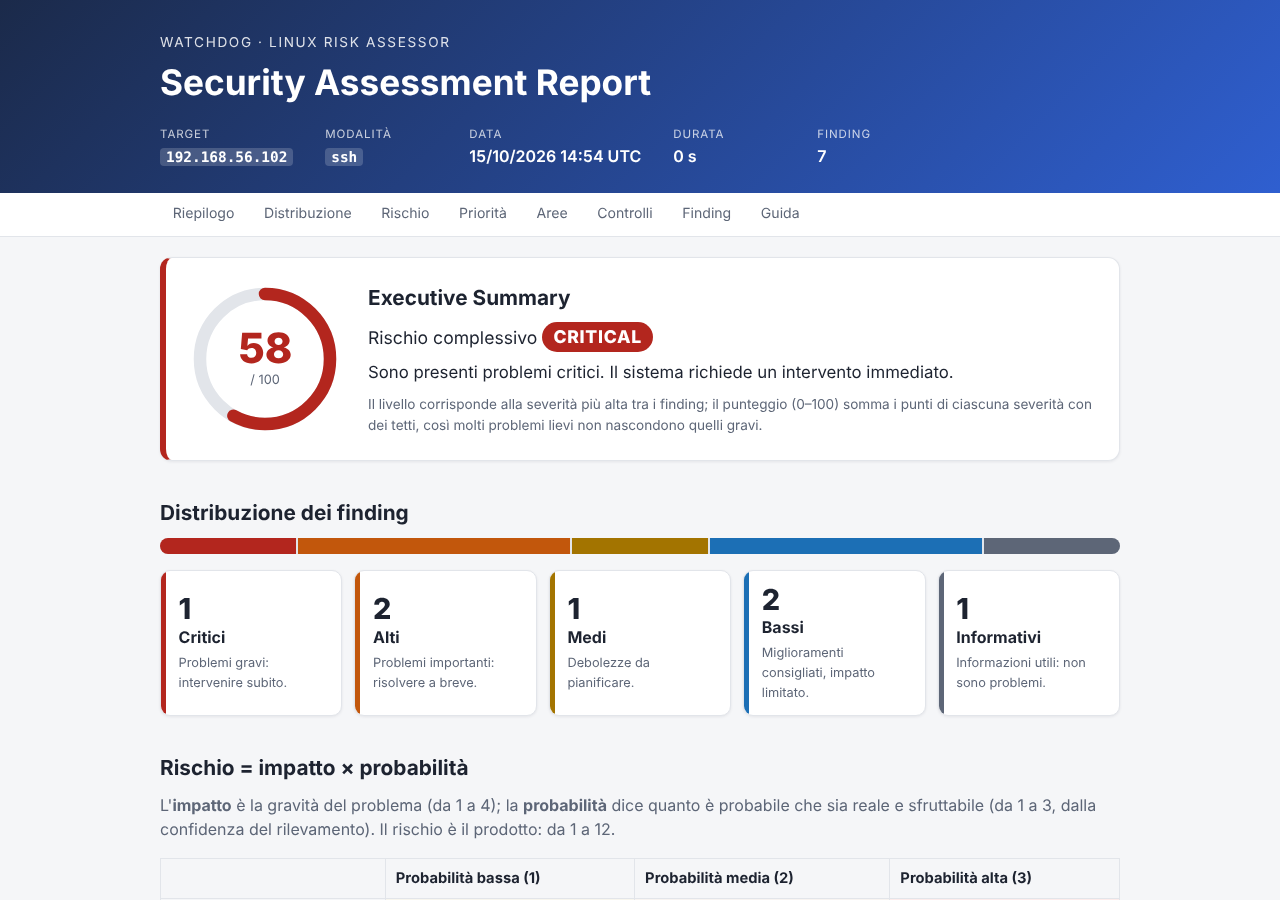 WATCHDOG · LINUX RISK ASSESSOR
Security Assessment Report
TARGET
192.168.56.102
MODALITÀ
ssh
DATA
15/10/2026 14:54 UTC
DURATA
0 s
FINDING
7
Riepilogo
Distribuzione
Rischio
Priorità
Aree
Controlli
Finding
Guida
58
/ 100
Executive Summary
Rischio complessivo CRITICAL
Sono presenti problemi critici. Il sistema richiede un intervento immediato.
Il livello corrisponde alla severità più alta tra i finding; il punteggio (0–100) somma i punti di ciascuna severità con
dei tetti, così molti problemi lievi non nascondono quelli gravi.
Distribuzione dei finding
1
Critici
Problemi gravi:
intervenire subito.
2
Alti
Problemi importanti:
risolvere a breve.
1
Medi
Debolezze da
pianificare.
2
Bassi
Miglioramenti
consigliati, impatto
limitato.
1
Informativi
Informazioni utili: non
sono problemi.
Rischio = impatto × probabilità
L'impatto è la gravità del problema (da 1 a 4); la probabilità dice quanto è probabile che sia reale e sfruttabile (da 1 a 3, dalla
confidenza del rilevamento). Il rischio è il prodotto: da 1 a 12.
Probabilità bassa (1)
Probabilità media (2)
Probabilità alta (3)